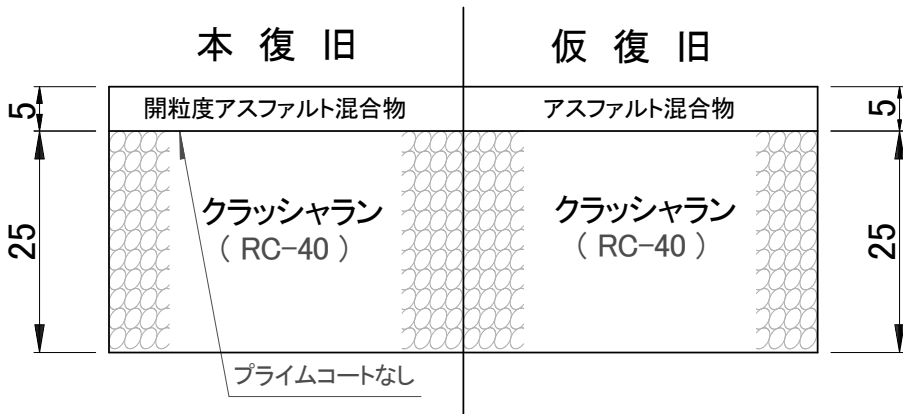 本復旧
仮復旧
5
開粒度アスファルト混合物
アスファルト混合物
5
25
クラッシャラン
(RC-40)
クラッシャラン
(RC-40)
25
プライムコートなし